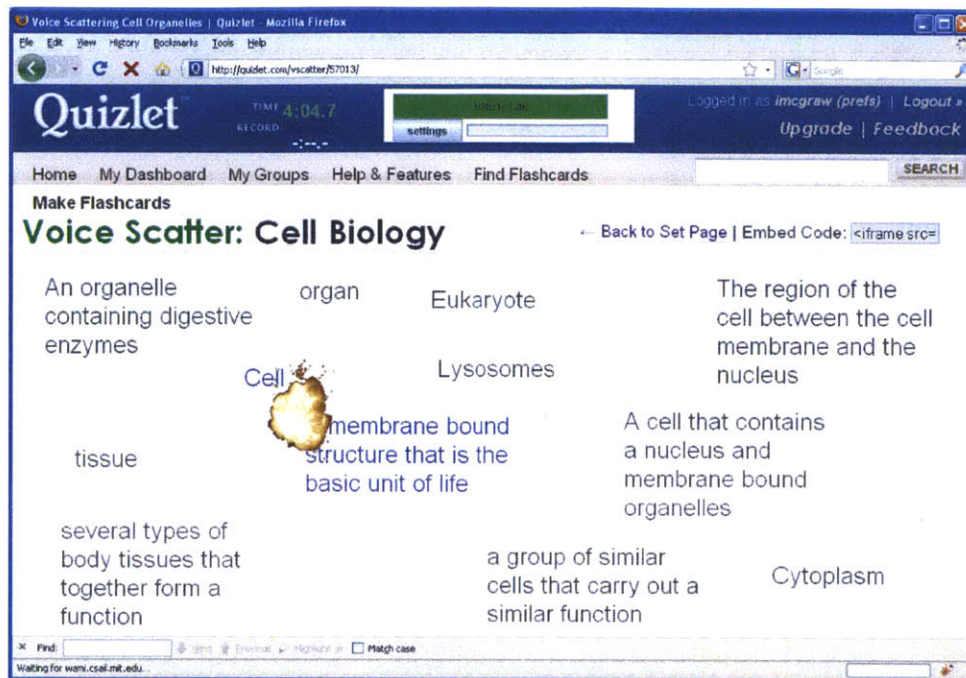 Voice Scattering Cell Organelles | Quizlet - Mozilla Firefox
File Edit View History Bookmarks Tools Help
http://quizlet.com/vscatter/57013/
Google
Quizlet
TIME 4:04.7
RECORD -:--.-
settings
Logged in as imcgraw (prefs) | Logout »
Upgrade | Feedback
Home My Dashboard My Groups Help & Features Find Flashcards
SEARCH
Make Flashcards
Voice Scatter: Cell Biology
← Back to Set Page | Embed Code: <iframe src=
An organelle
containing digestive
enzymes
organ
Eukaryote
The region of the
cell between the cell
membrane and the
nucleus
Cell
Lysosomes
membrane bound
structure that is the
basic unit of life
A cell that contains
a nucleus and
membrane bound
organelles
tissue
several types of
body tissues that
together form a
function
a group of similar
cells that carry out a
similar function
Cytoplasm
× Find: Next Previous Highlight all Match case
Waiting for wami.csail.mit.edu...